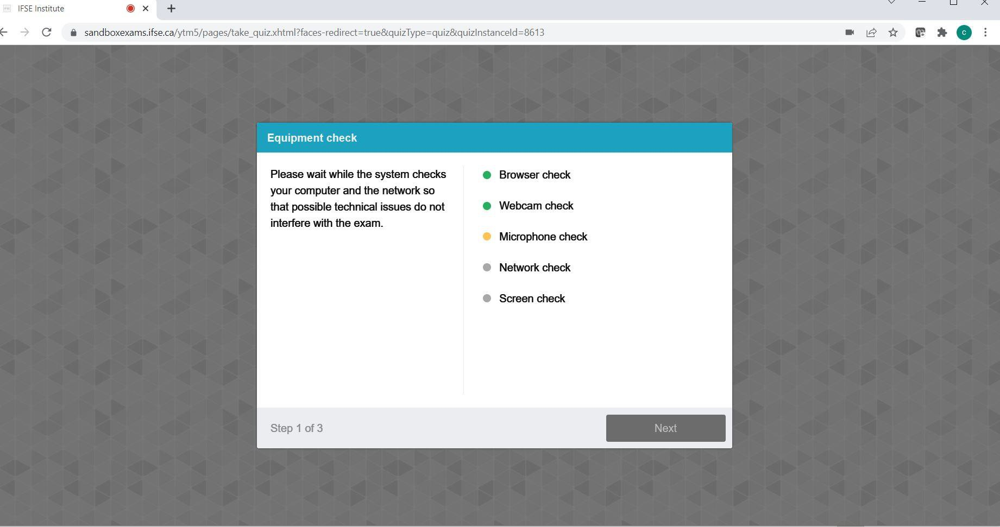 IFSE Institute
sandboxexams.ifse.ca/ytm5/pages/take_quiz.xhtml?faces-redirect=true&quizType=quiz&quizInstanceId=8613
C
Equipment check
Please wait while the system checks
your computer and the network so
that possible technical issues do not
interfere with the exam.
Browser check
Webcam check
Microphone check
Network check
Screen check
Step 1 of 3
Next